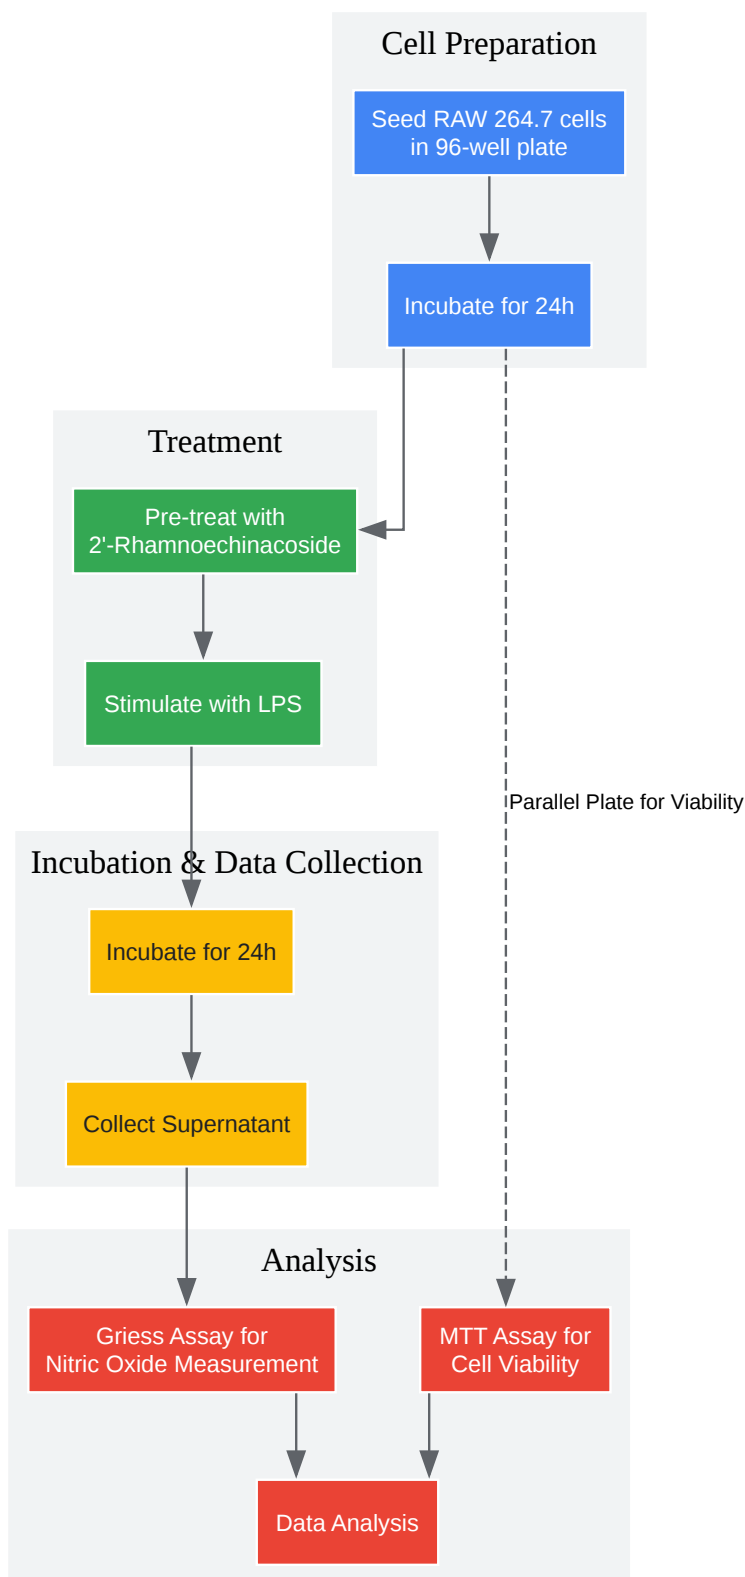 Cell Preparation
Seed RAW 264.7 cells
in 96-well plate
Incubate for 24h
Treatment
Pre-treat with
2'-Rhamnoechinacoside
Stimulate with LPS
Parallel Plate for Viability
Incubation & Data Collection
Incubate for 24h
Collect Supernatant
Analysis
Griess Assay for
Nitric Oxide Measurement
MTT Assay for
Cell Viability
Data Analysis